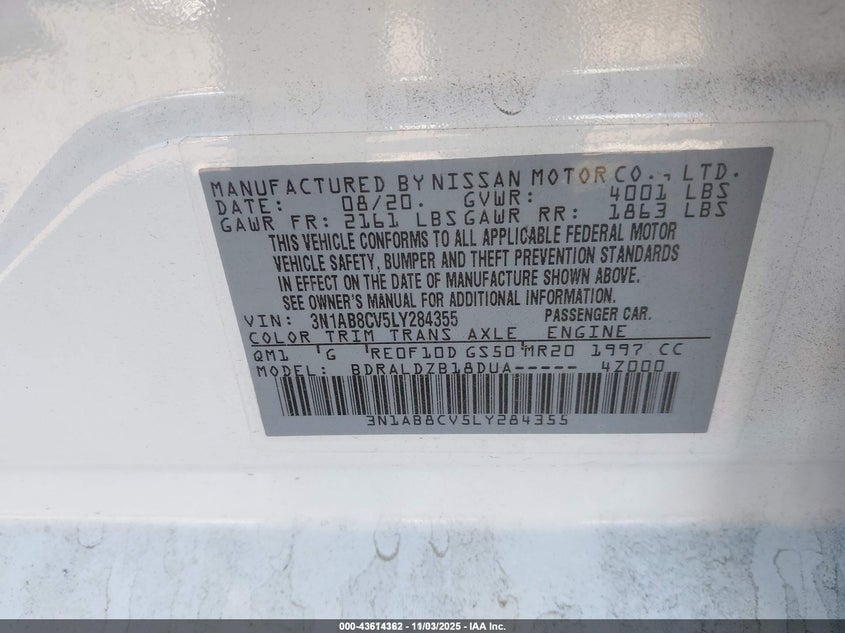 MANUFACTURED BY NISSAN MOTOR CO., LTD.
DATE: 08/20. GVWR: 4001 LBS
GAWR FR: 2161 LBS GAWR RR: 1863 LBS
THIS VEHICLE CONFORMS TO ALL APPLICABLE FEDERAL MOTOR
VEHICLE SAFETY, BUMPER AND THEFT PREVENTION STANDARDS
IN EFFECT ON THE DATE OF MANUFACTURE SHOWN ABOVE.
SEE OWNER'S MANUAL FOR ADDITIONAL INFORMATION.
VIN: 3N1AB8CV5LY284355 PASSENGER CAR.
COLOR TRIM TRANS AXLE ENGINE
QM1 G RE0F10D GS50 MR20 1997 CC
MODEL: BDRALDZB18DUA----- 4Z000
3N1AB8CV5LY284355
000-43614362 - 11/03/2025 - IAA Inc.